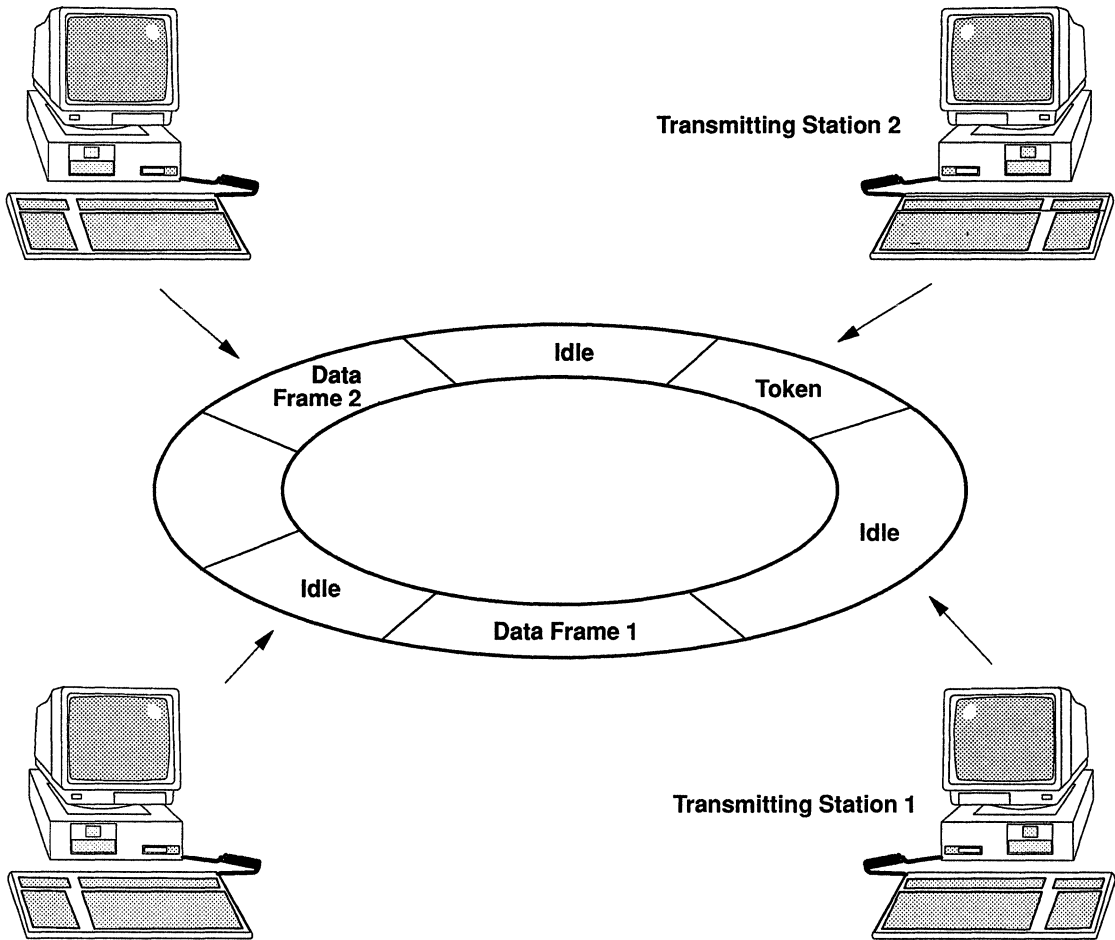 Transmitting Station 2
Idle
Data
Frame 2
Token
Idle
Idle
Data Frame 1
Transmitting Station 1